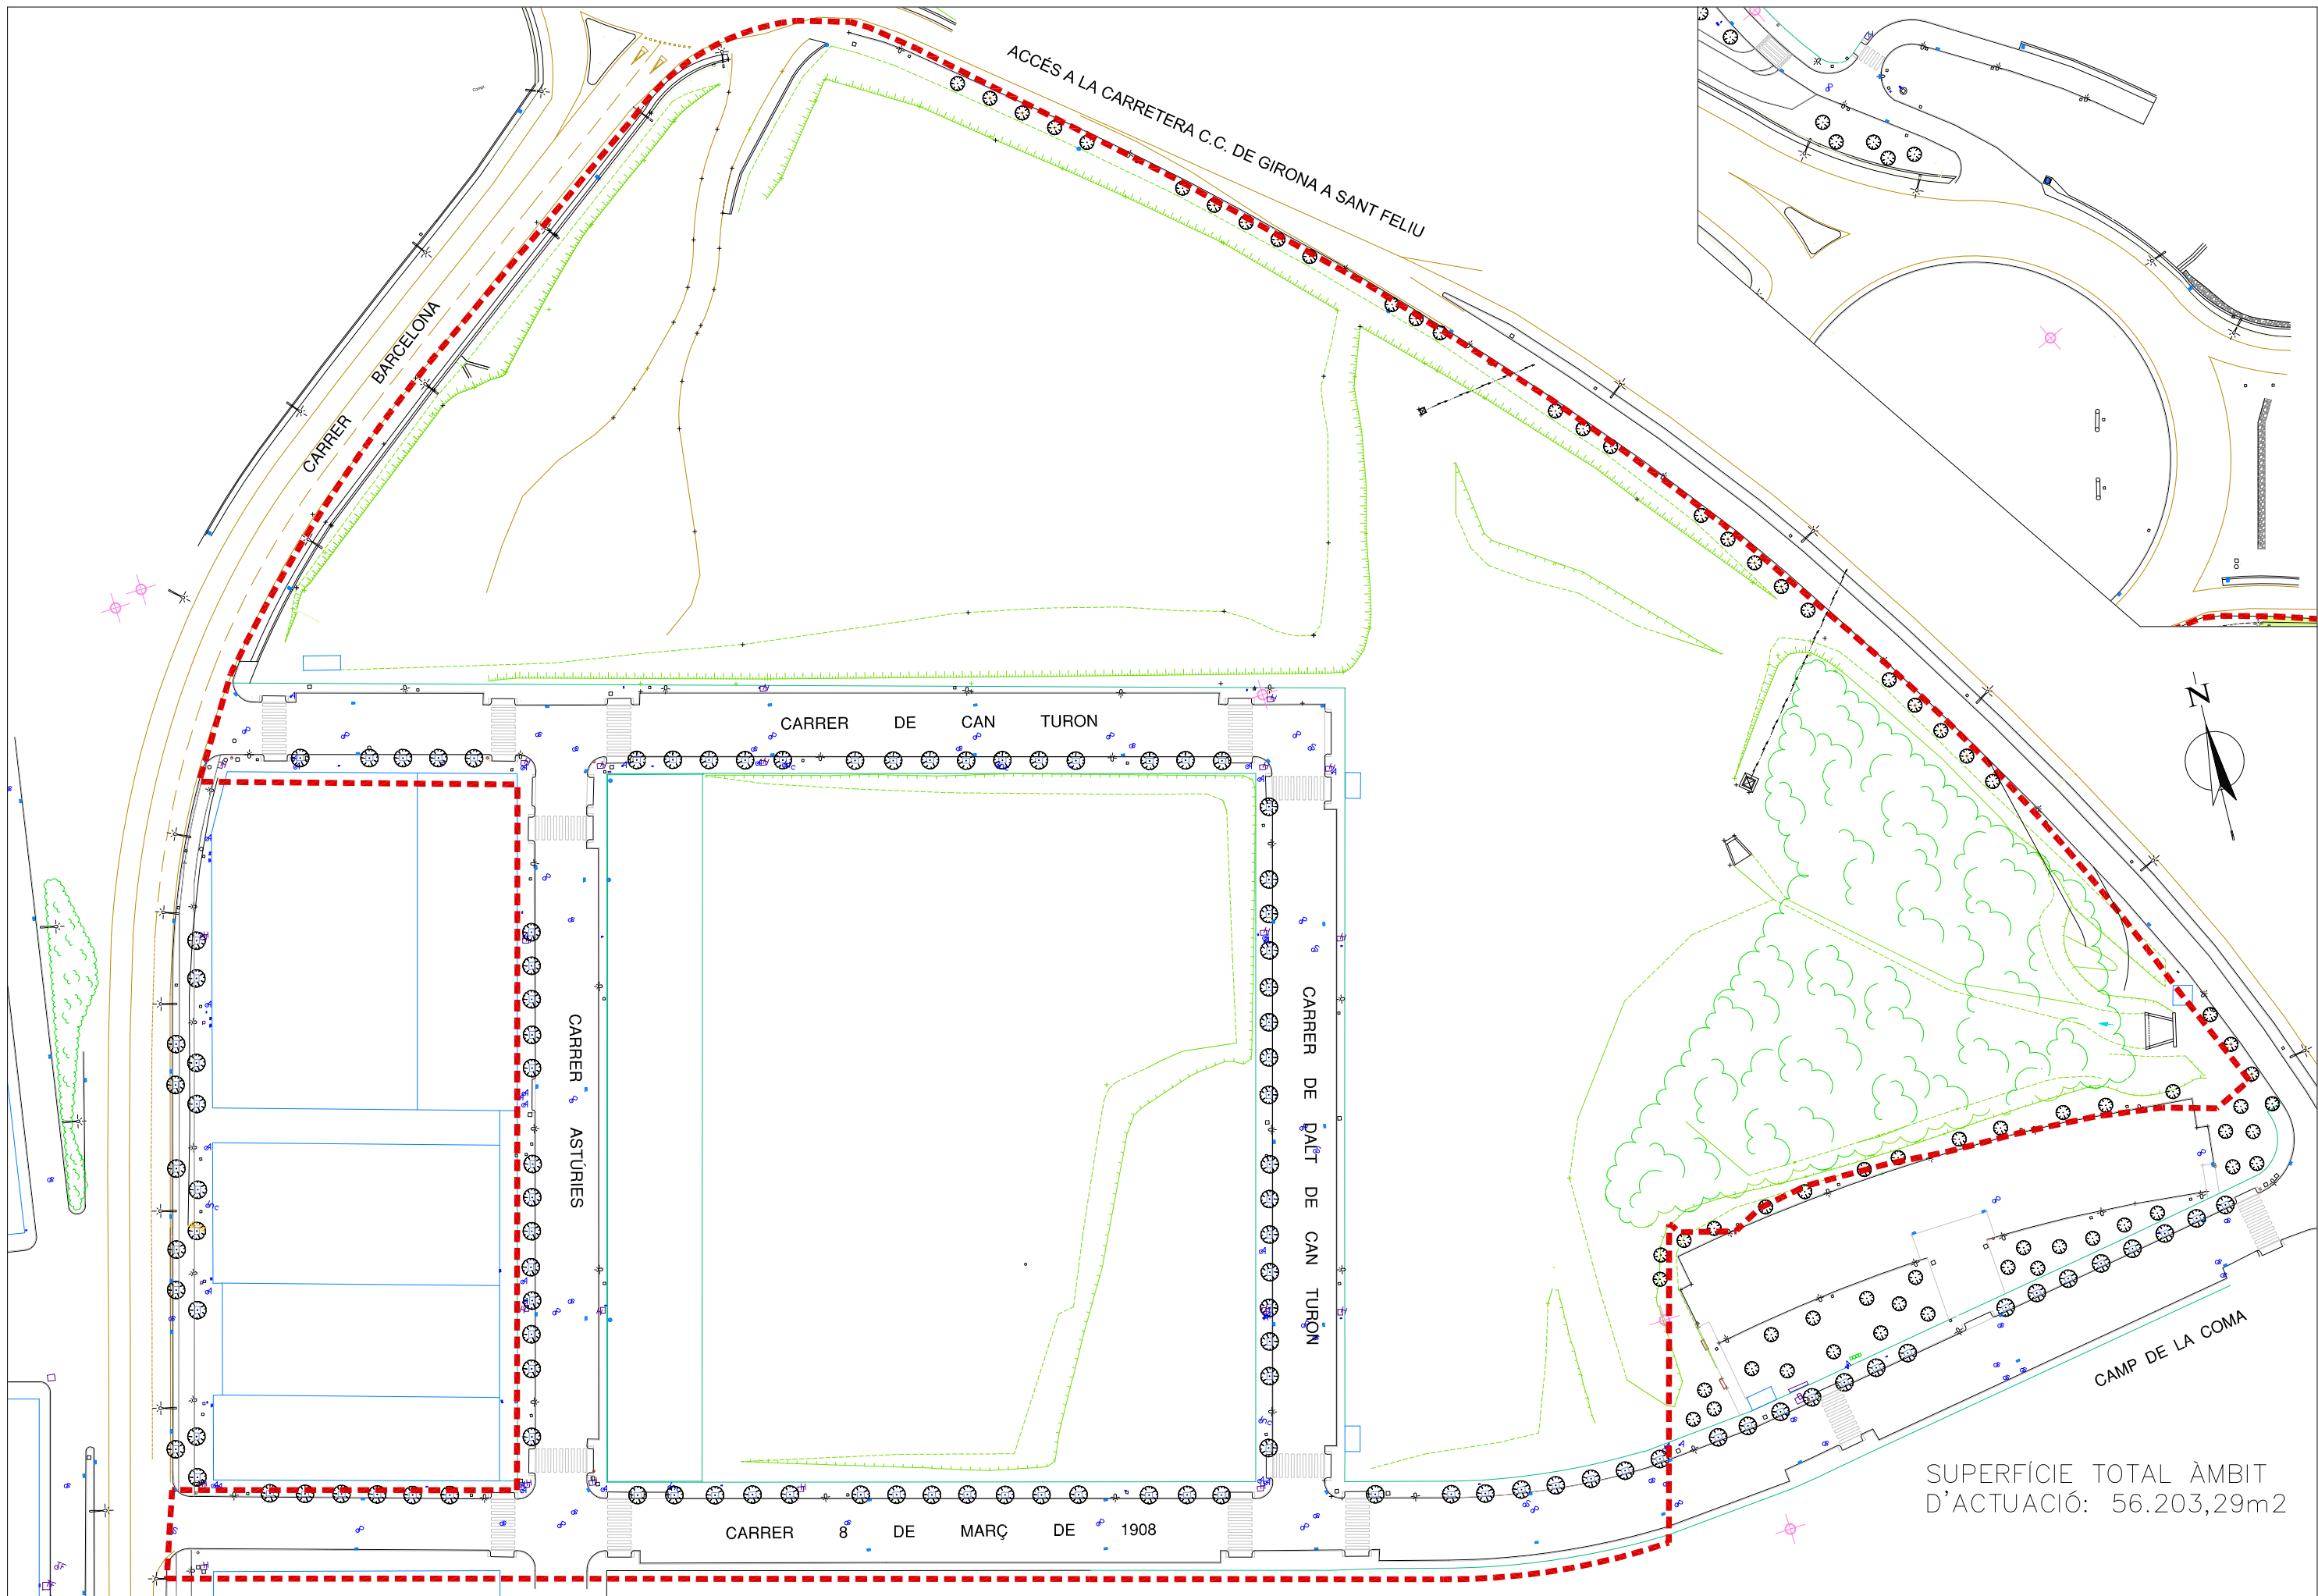 ACCÉS A LA CARRETERA C.C. DE GIRONA A SANT FELIU
CARRER BARCELONA
N
CARRER DE CAN TURON
CARRER ASTÚRIES
CARRER DE DALT DE CAN TURON
CAMP DE LA COMA
CARRER 8 DE MARÇ DE 1908
SUPERFÍCIE TOTAL ÀMBIT
D'ACTUACIÓ: 56.203,29m2